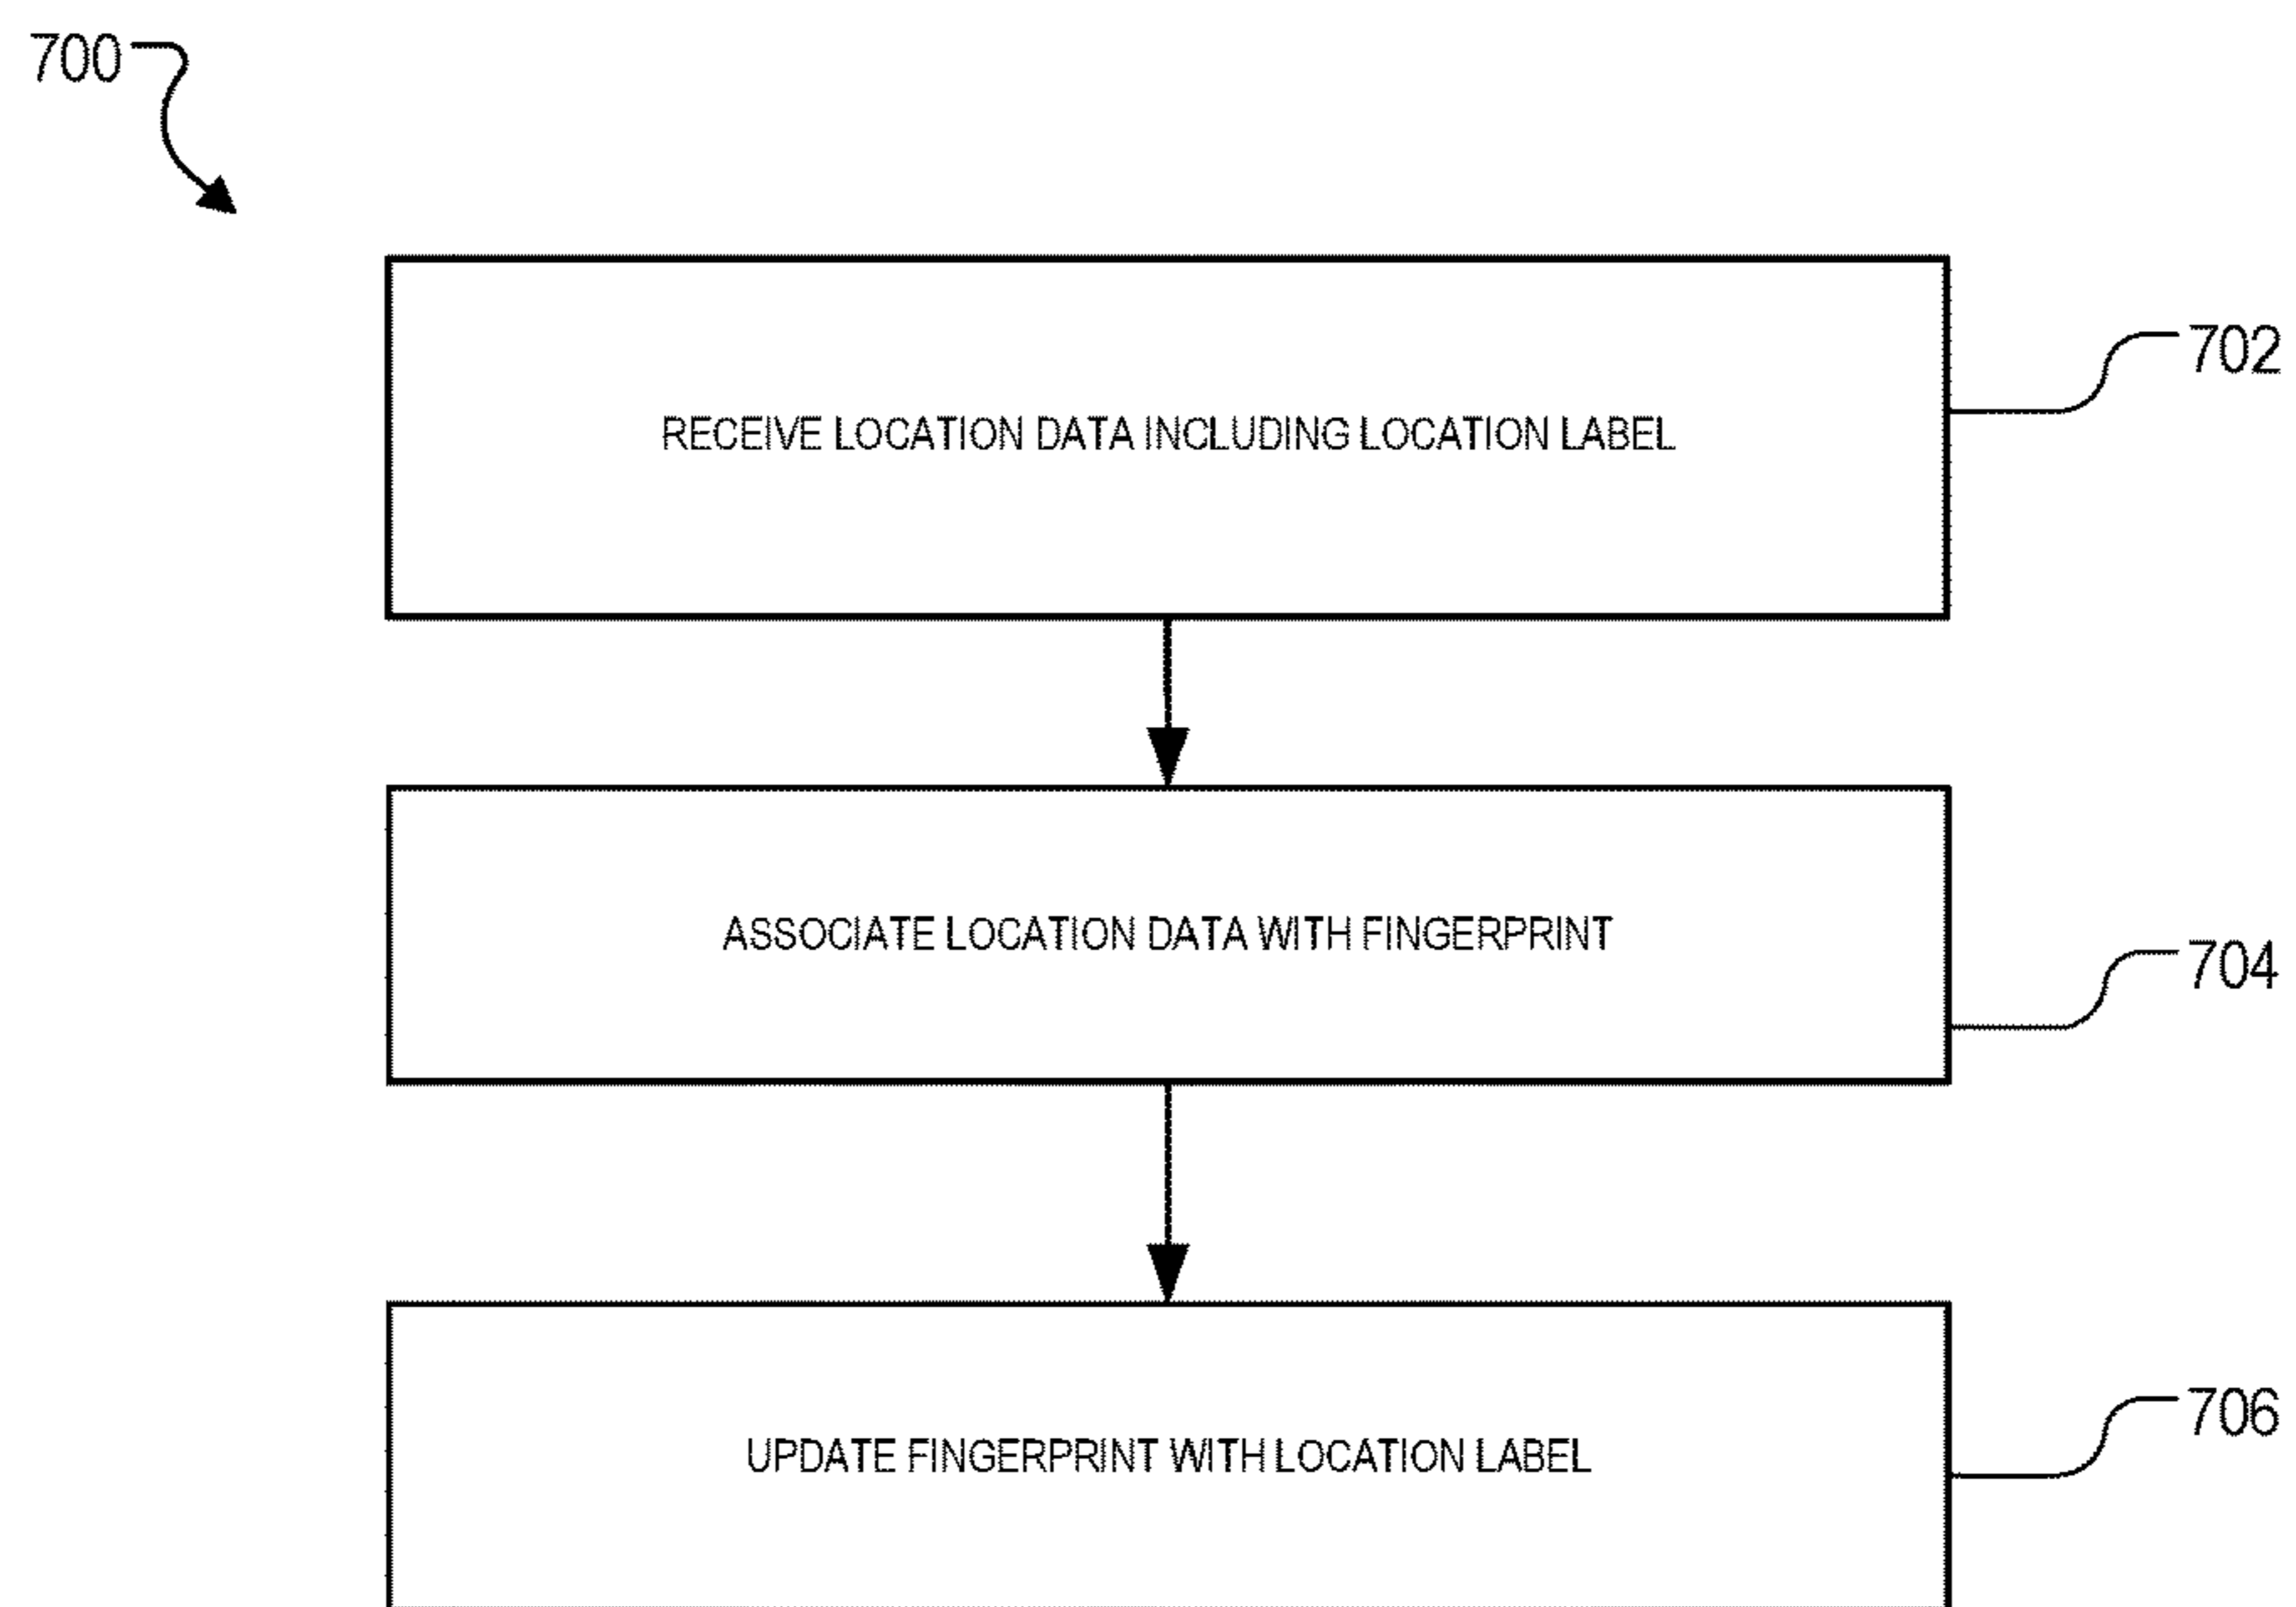 700
RECEIVE LOCATION DATA INCLUDING LOCATION LABEL
702
ASSOCIATE LOCATION DATA WITH FINGERPRINT
704
UPDATE FINGERPRINT WITH LOCATION LABEL
706